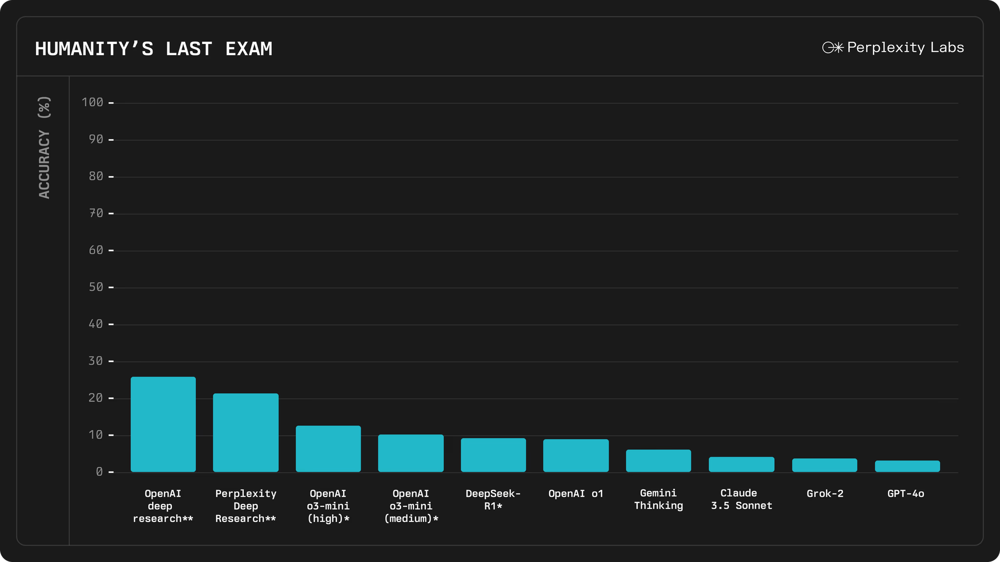 HUMANITY’S LAST EXAM
Perplexity Labs
ACCURACY (%)
100
90
80
70
60
50
40
30
20
10
0
OpenAI
deep
research**
Perplexity
Deep
Research**
OpenAI
o3-mini
(high)*
OpenAI
o3-mini
(medium)*
DeepSeek-
R1*
OpenAI o1
Gemini
Thinking
Claude
3.5 Sonnet
Grok-2
GPT-4o